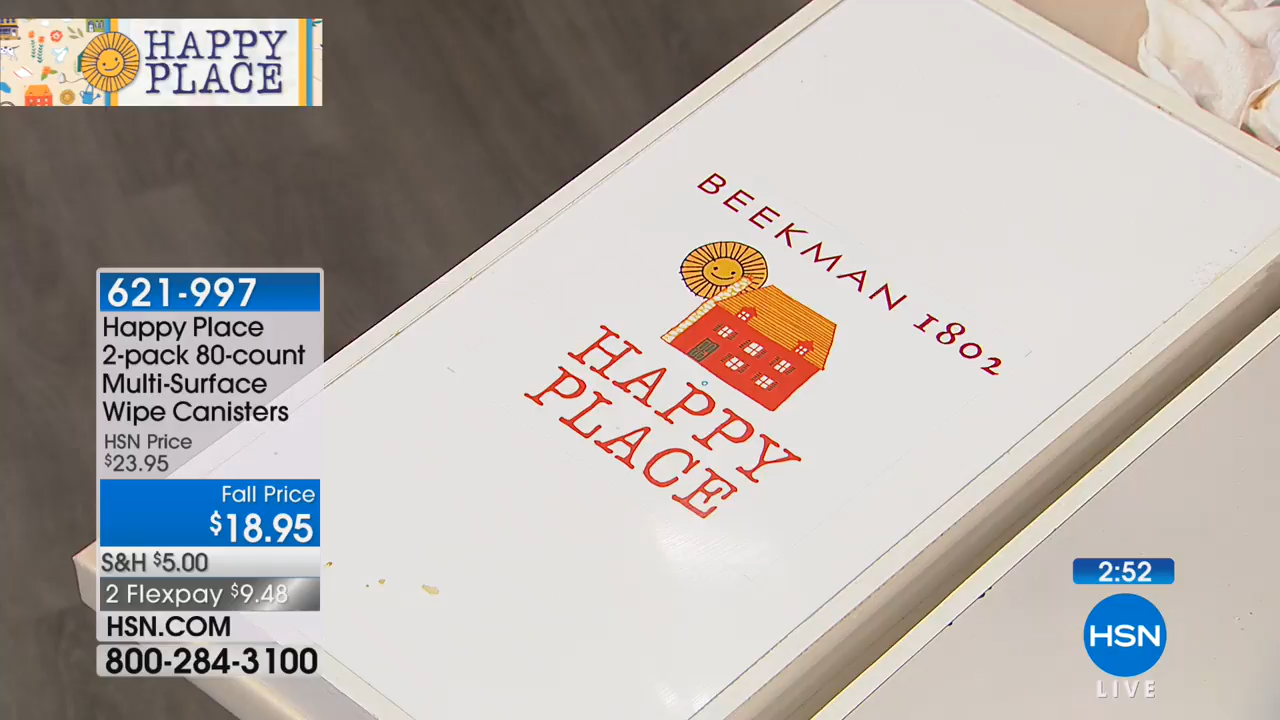 HAPPY
PLACE
621-997
Happy Place
2-pack 80-count
Multi-Surface
Wipe Canisters
HSN Price
$23.95
Fall Price
$18.95
S&H $5.00
2 Flexpay $9.48
HSN.COM
800-284-3100
BEEKMAN 1802
HAPPY
PLACE
2:52
HSN
LIVE